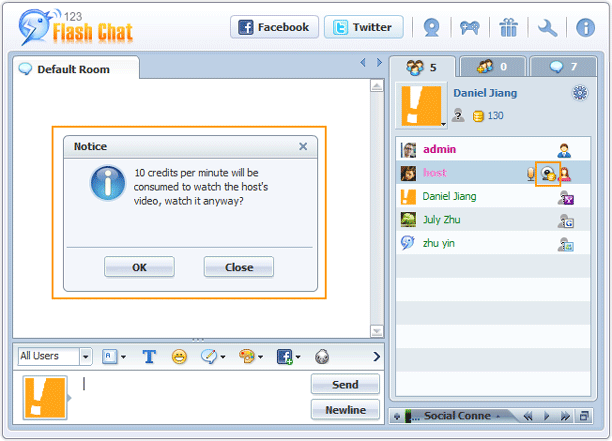 123
Flash Chat
Facebook
Twitter
Default Room
5
0
7
Daniel Jiang
130
Notice
10 credits per minute will be
consumed to watch the host's
video, watch it anyway?
OK
Close
admin
host
Daniel Jiang
July Zhu
zhu yin
All Users
Send
Newline
... Social Conne